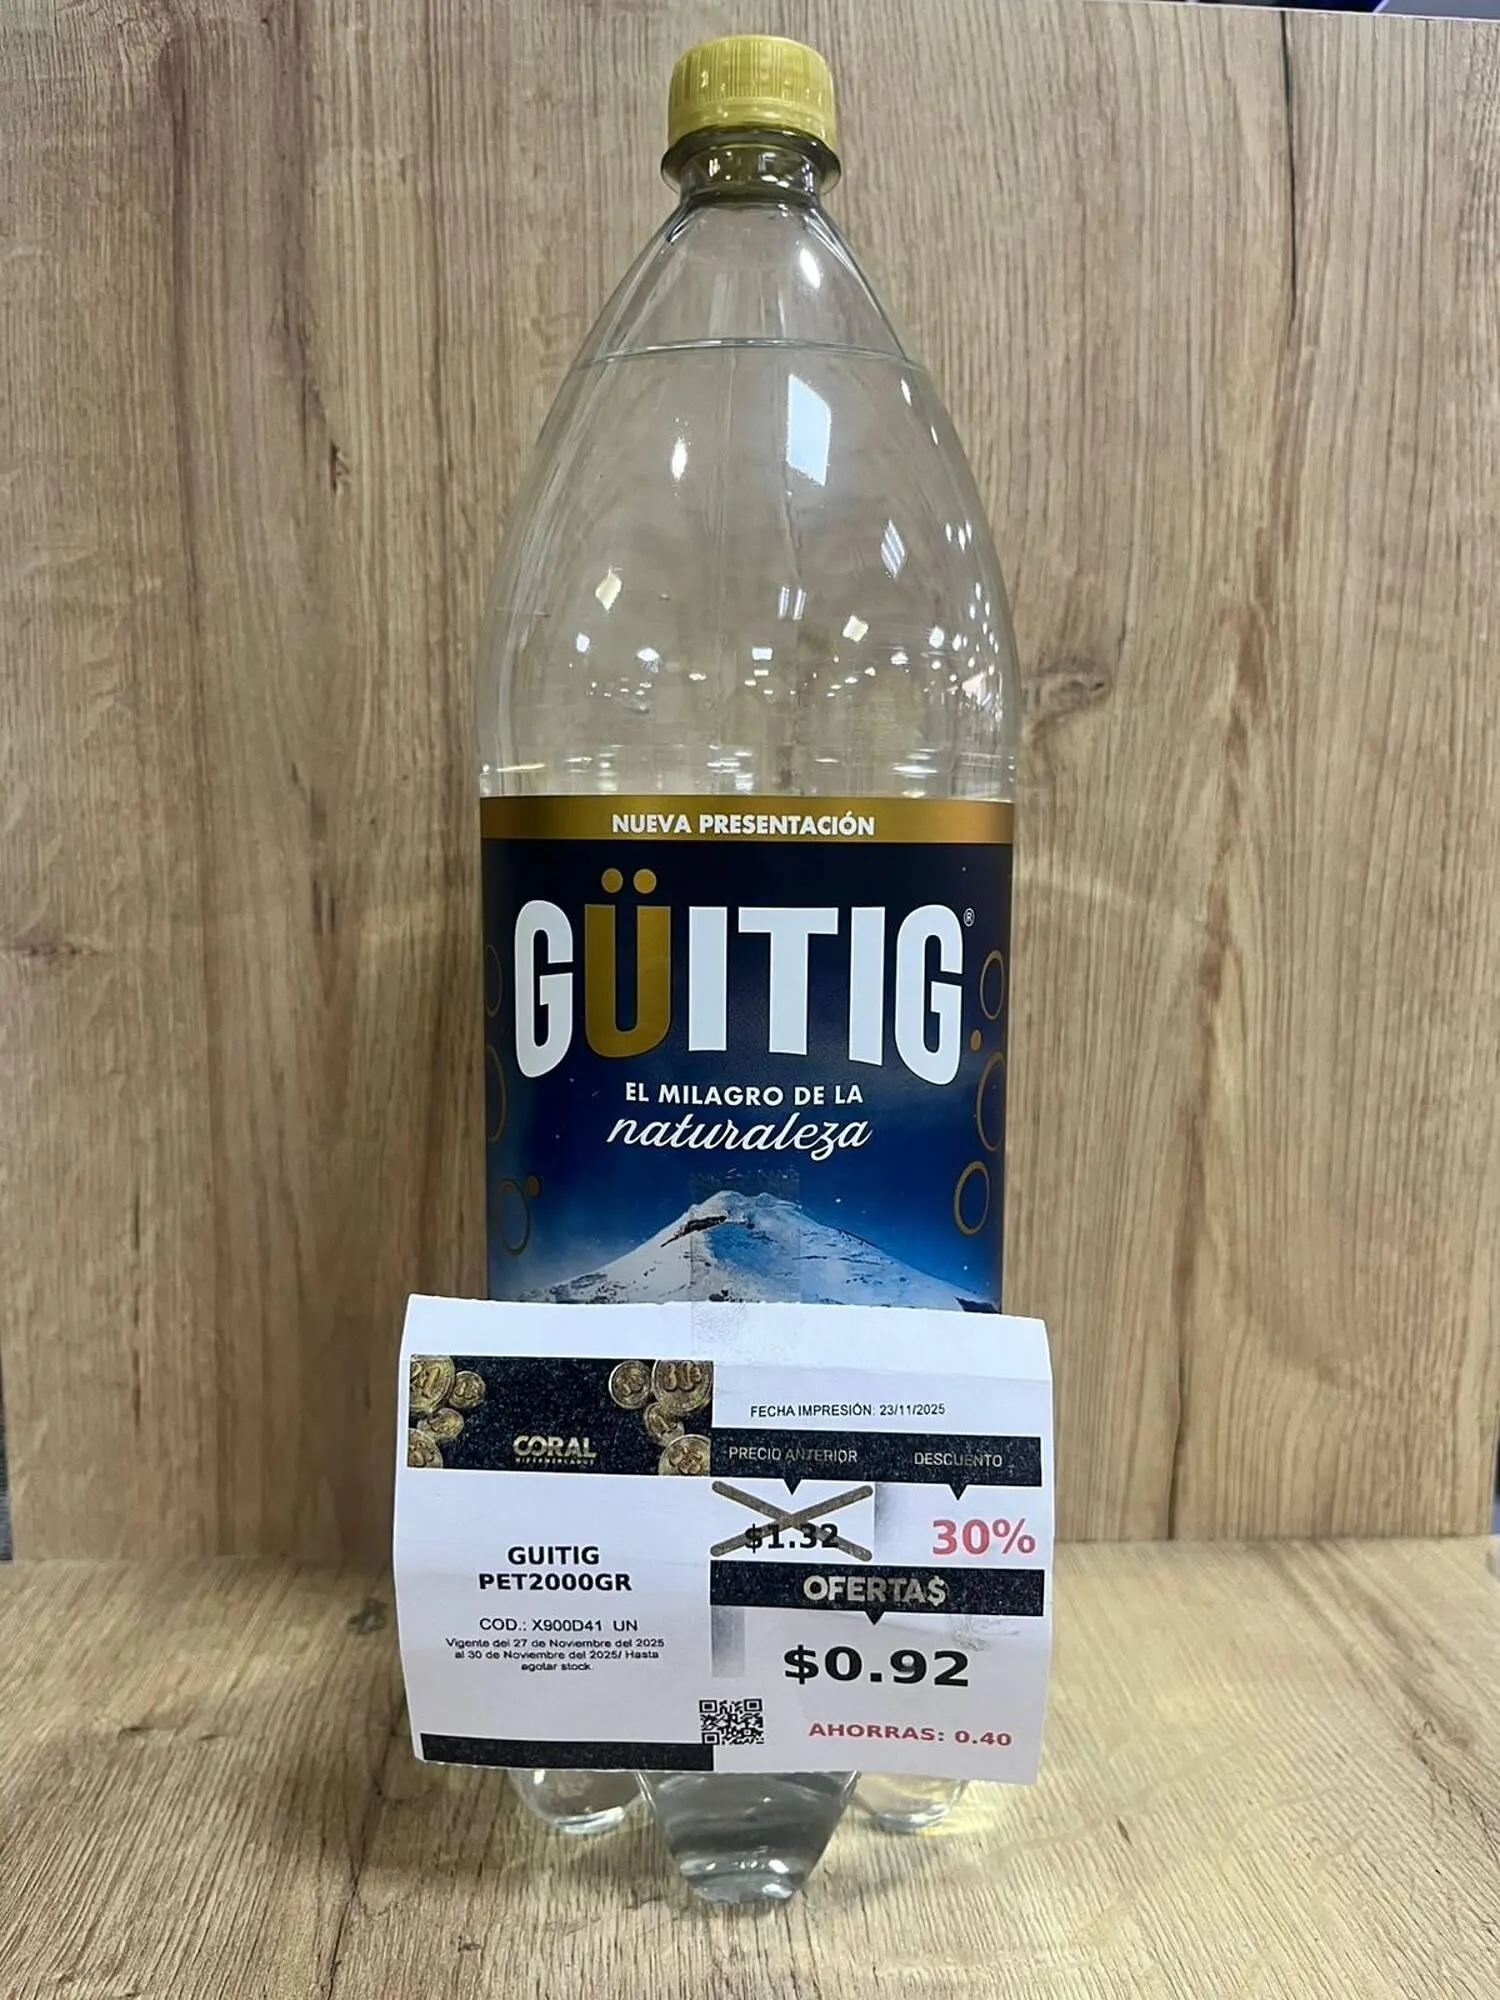 NUEVA PRESENTACIÓN
GÜITIG®
EL MILAGRO DE LA
naturaleza
CORAL
HIPERMERCADOS
FECHA IMPRESIÓN: 23/11/2025
PRECIO ANTERIOR DESCUENTO
$1.32 30%
GUITIG
PET2000GR
OFERTA$
COD.: X900D41 UN
Vigente del 27 de Noviembre del 2025
al 30 de Noviembre del 2025/ Hasta
agotar stock.
$0.92
AHORRAS: 0.40